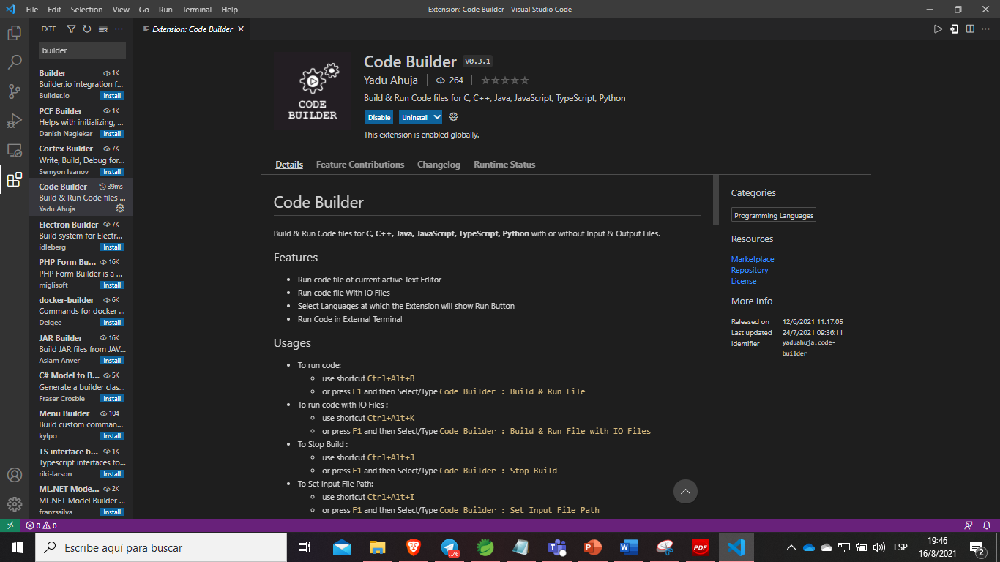 File Edit Selection View Go Run Terminal Help
Extension: Code Builder - Visual Studio Code
EXTE...
Extension: Code Builder
builder
Builder 1K
Builder.io integration f...
Builder.io Install
PCF Builder 1K
Helps with initializing, ...
Danish Naglekar Install
Cortex Builder 7K
Write, Build, Debug for...
Semyon Ivanov Install
Code Builder 39ms
Build & Run Code files ...
Yadu Ahuja
Electron Builder 7K
Build system for Electr...
idleberg Install
PHP Form Bu... 16K
PHP Form Builder is a ...
miglisoft Install
docker-builder 6K
Commands for docker ...
Delgee Install
JAR Builder 16K
Build JAR files from JAV...
Aslam Anver Install
C# Model to B... 5K
Generate a builder clas...
Fraser Crosbie Install
Menu Builder 104
Build custom comman...
kylpo Install
TS interface b... 1K
Typescript interfaces to...
riki-larson Install
ML.NET Mode... 2K
ML.NET Model Builder ...
franzssilva Install
CODE
BUILDER
Code Builder v0.3.1
Yadu Ahuja 264
Build & Run Code files for C, C++, Java, JavaScript, TypeScript, Python
Disable Uninstall
This extension is enabled globally.
Details Feature Contributions Changelog Runtime Status
Code Builder
Build & Run Code files for C, C++, Java, JavaScript, TypeScript, Python with or without Input & Output Files.
Features
• Run code file of current active Text Editor
• Run code file With IO Files
• Select Languages at which the Extension will show Run Button
• Run Code in External Terminal
Usages
• To run code:
○ use shortcut Ctrl+Alt+B
○ or press F1 and then Select/Type Code Builder : Build & Run File
• To run code with IO Files :
○ use shortcut Ctrl+Alt+K
○ or press F1 and then Select/Type Code Builder : Build & Run File with IO Files
• To Stop Build :
○ use shortcut Ctrl+Alt+J
○ or press F1 and then Select/Type Code Builder : Stop Build
• To Set Input File Path:
○ use shortcut Ctrl+Alt+I
○ or press F1 and then Select/Type Code Builder : Set Input File Path
Categories
Programming Languages
Resources
Marketplace
Repository
License
More Info
Released on 12/6/2021 11:17:05
Last updated 24/7/2021 09:36:11
Identifier yaduahuja.code-
builder
0 0
Escribe aquí para buscar
.76
PDF
ESP
19:46
16/8/2021
2